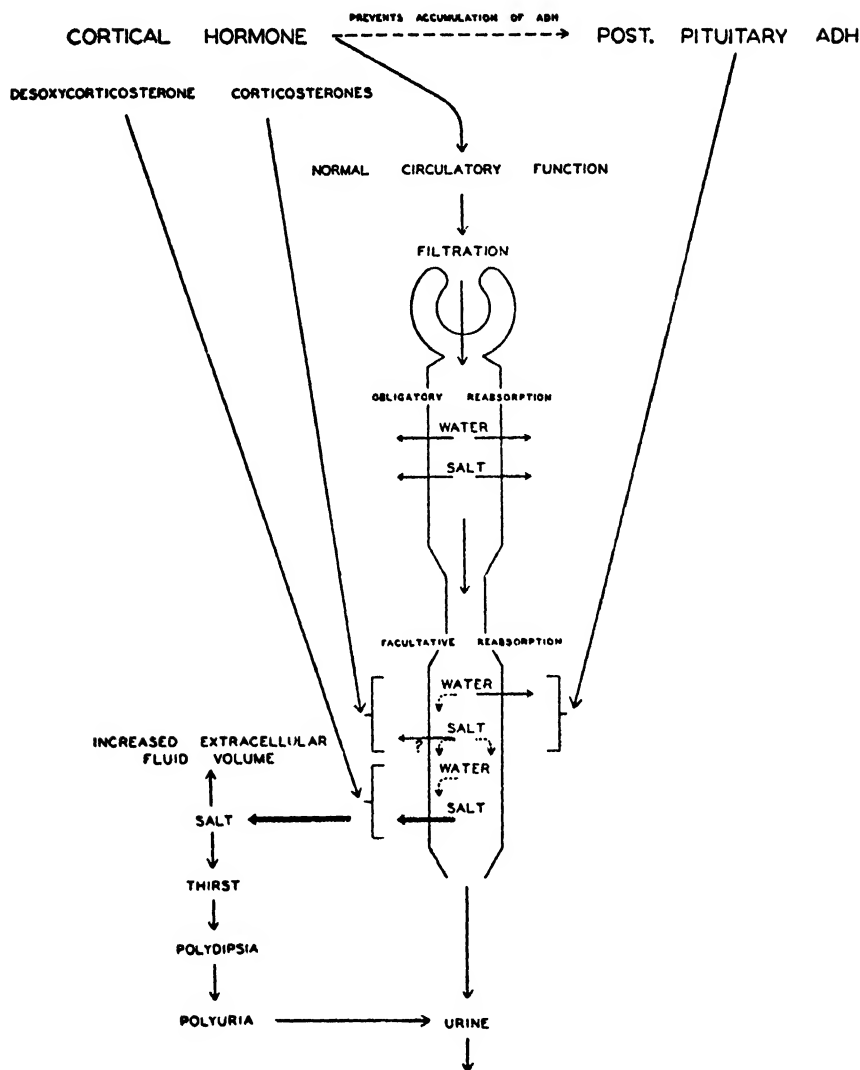 PREVENTS ACCUMULATION OF ADH
CORTICAL HORMONE
POST. PITUITARY ADH
DESOXYCORTICOSTERONE CORTICOSTERONES
NORMAL CIRCULATORY FUNCTION
FILTRATION
OBLIGATORY REABSORPTION
WATER
SALT
FACULTATIVE REABSORPTION
WATER
SALT
?
WATER
SALT
INCREASED EXTRACELLULAR
FLUID VOLUME
SALT
THIRST
POLYDIPSIA
POLYURIA
URINE